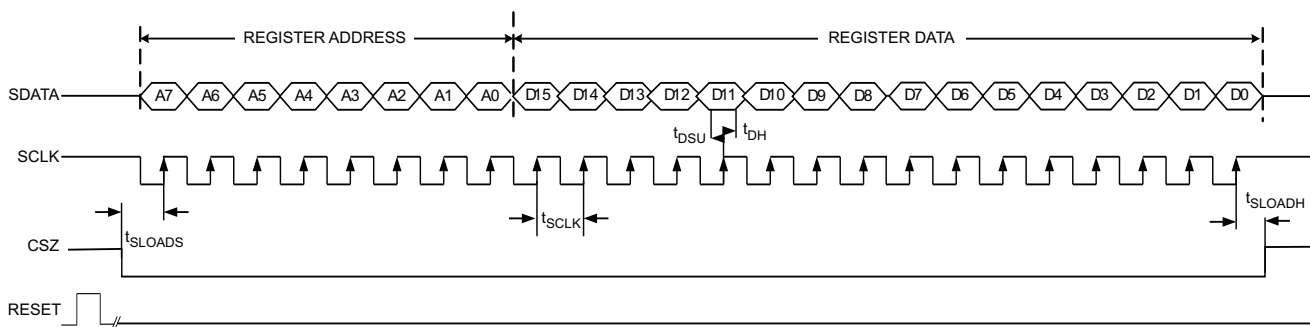 REGISTER ADDRESS REGISTER DATA
SDATA A7 A6 A5 A4 A3 A2 A1 A0 D15 D14 D13 D12 D11 D10 D9 D8 D7 D6 D5 D4 D3 D2 D1 D0
tDSU tDH
SCLK
tSLOADS tSCLK tSLOADH
CSZ
RESET